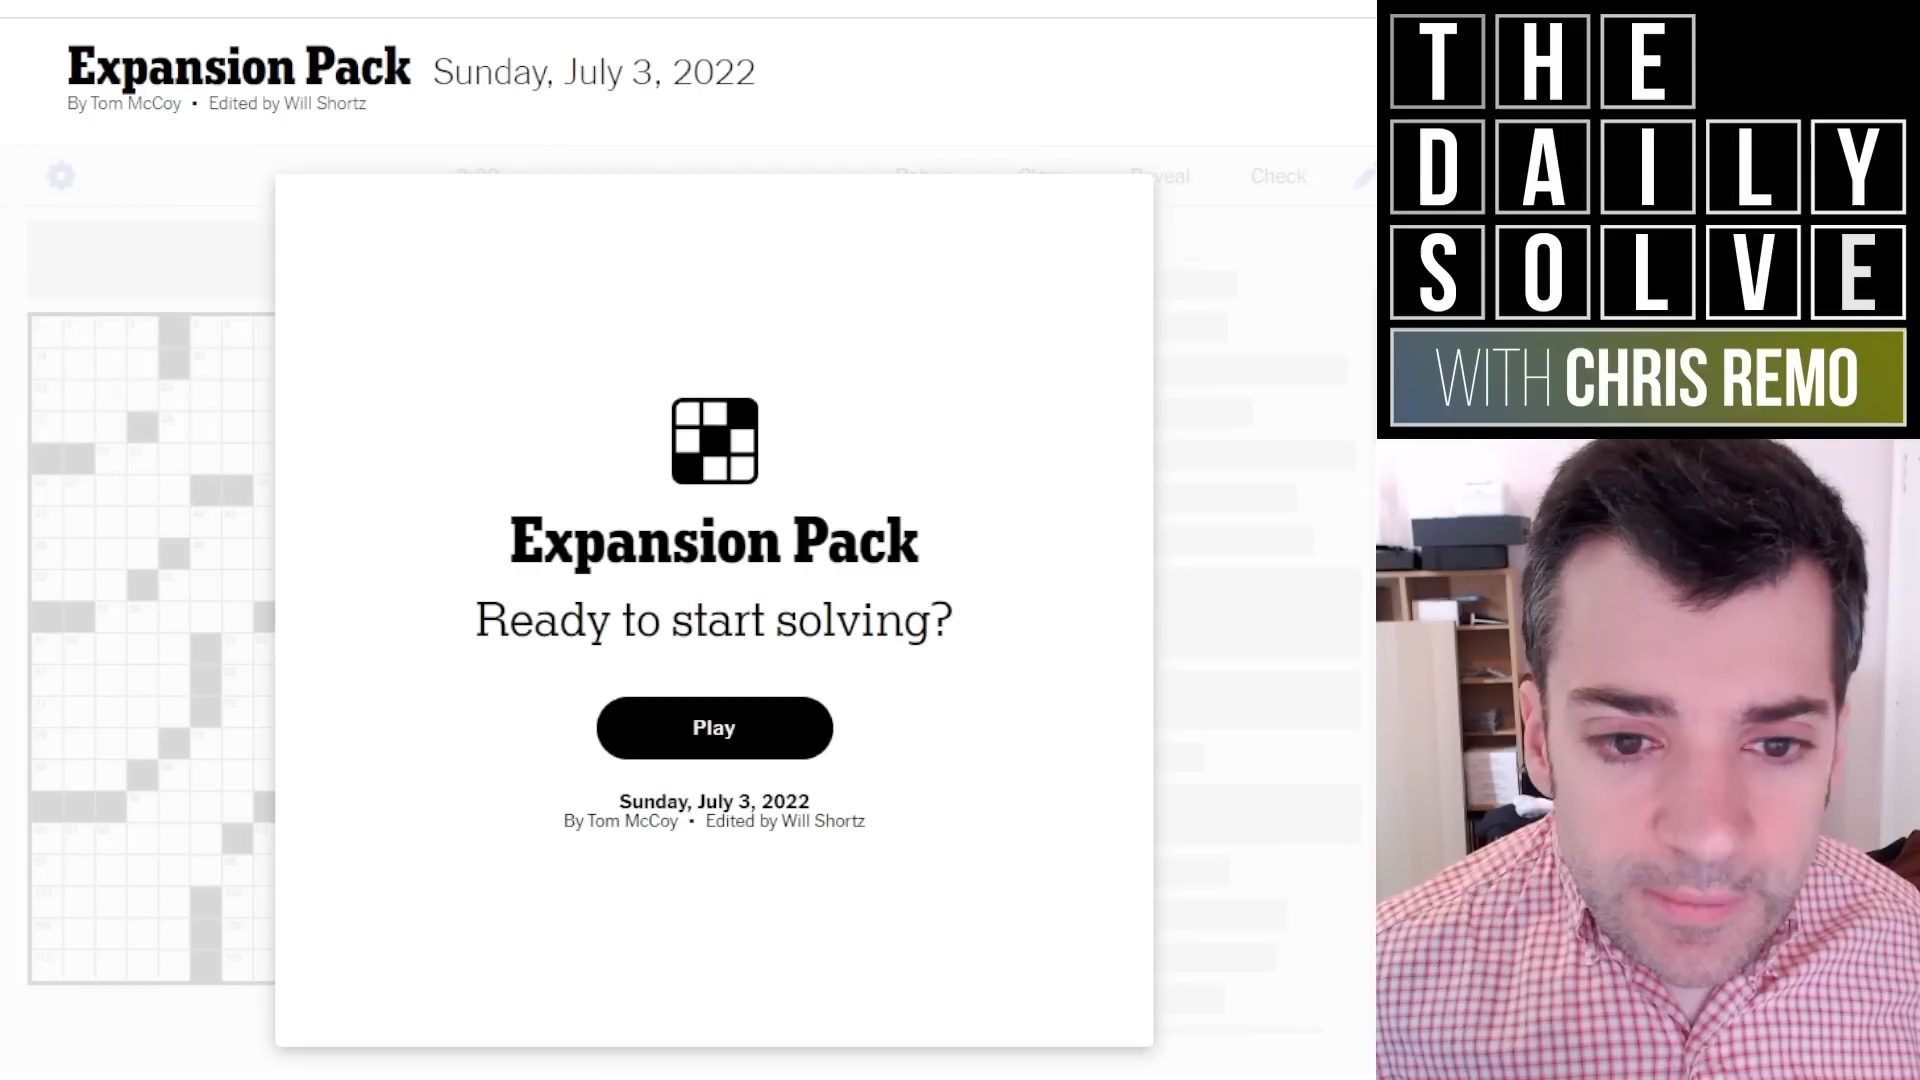 Expansion Pack Sunday, July 3, 2022
By Tom McCoy • Edited by Will Shortz
Reveal
Check
Expansion Pack
Ready to start solving?
Play
Sunday, July 3, 2022
By Tom McCoy • Edited by Will Shortz
THE
DAILY
SOLVE
WITH CHRIS REMO